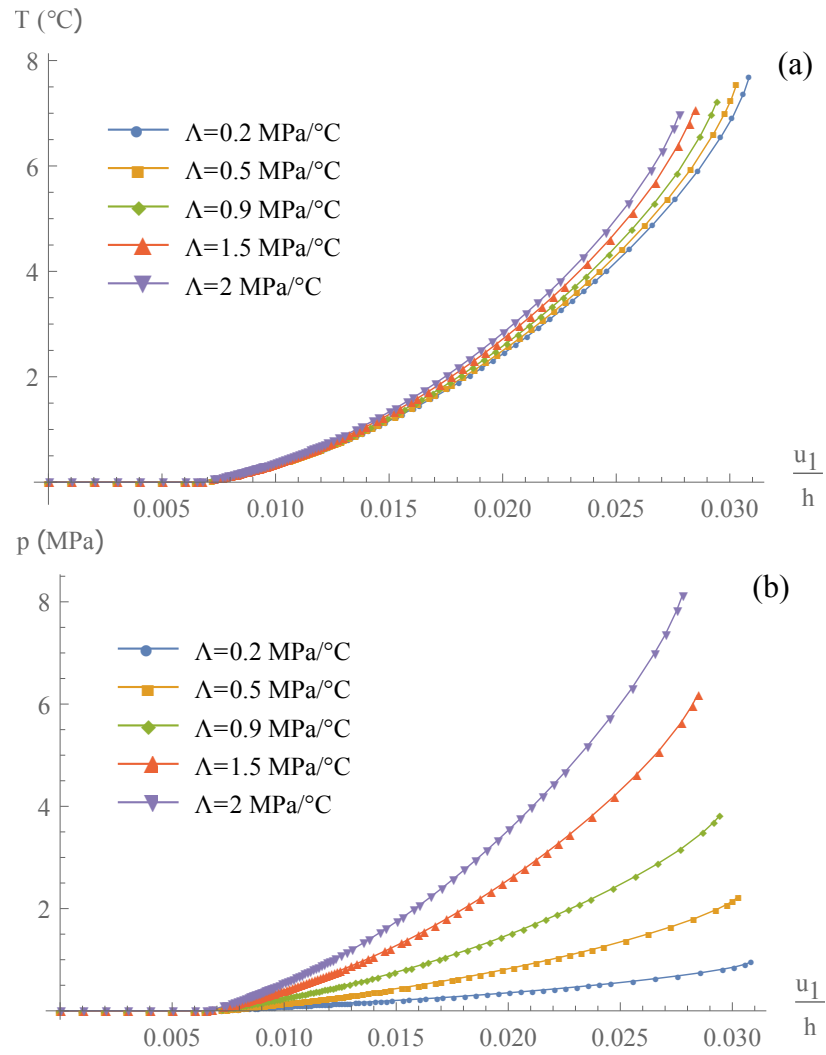 T (°C)
(a)
8
6
4
2
Λ=0.2 MPa/°C
Λ=0.5 MPa/°C
Λ=0.9 MPa/°C
Λ=1.5 MPa/°C
Λ=2 MPa/°C
0.005 0.010 0.015 0.020 0.025 0.030
u1
h
p (MPa)
(b)
8
6
4
2
Λ=0.2 MPa/°C
Λ=0.5 MPa/°C
Λ=0.9 MPa/°C
Λ=1.5 MPa/°C
Λ=2 MPa/°C
0.005 0.010 0.015 0.020 0.025 0.030
u1
h